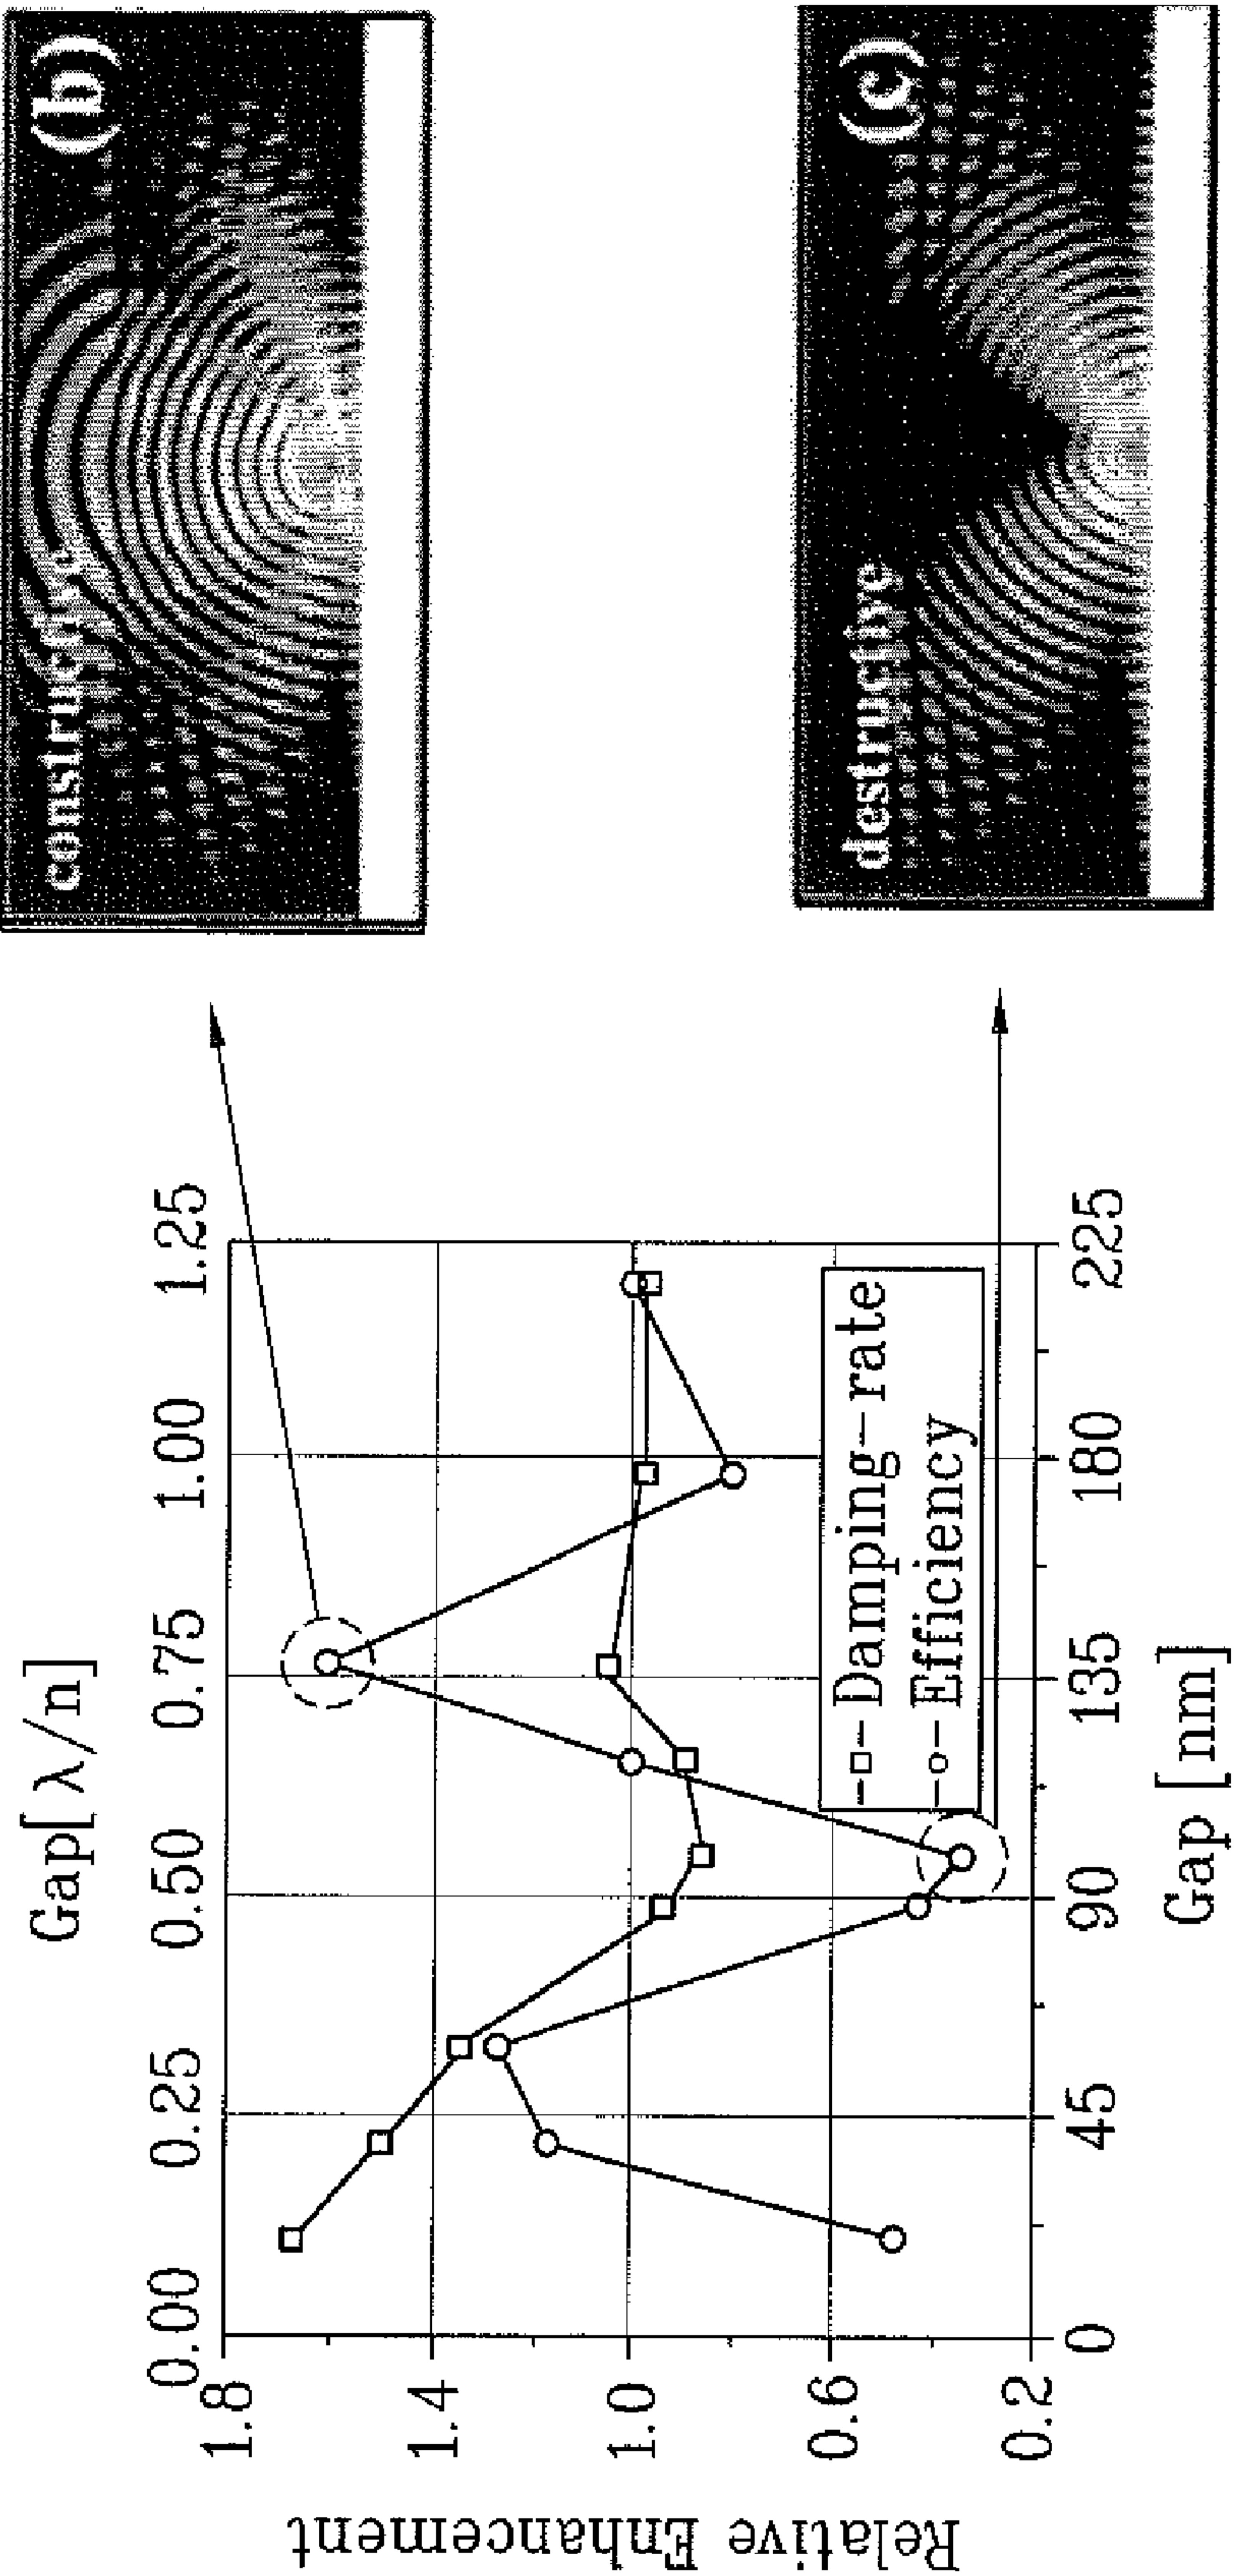 Gap[λ/n]
0.00 0.25 0.50 0.75 1.00 1.25
1.8
1.4
1.0
0.6
0.2
Relative Enhancement
-□- Damping-rate
-○- Efficiency
0 45 90 135 180 225
Gap [nm]
constructive (b)
destructive (c)